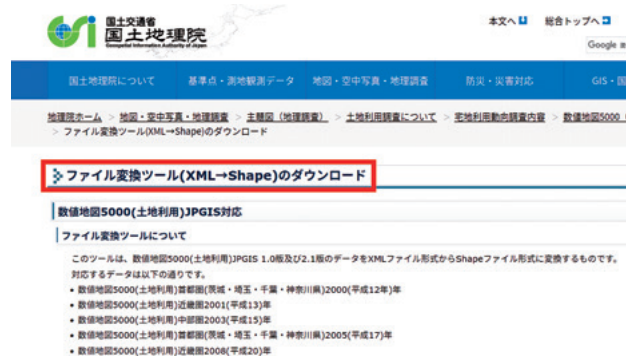 国土交通省
国土地理院
Geospatial Information Authority of Japan
本文へ 総合トップへ
Google
国土地理院について 基準点・測地観測データ 地図・空中写真・地理調査 防災・災害対応 GIS・国
地理院ホーム > 地図・空中写真・地理調査 > 主題図(地理調査) > 土地利用調査について > 宅地利用動向調査内容 > 数値地図5000
> ファイル変換ツール(XML→Shape)のダウンロード
ファイル変換ツール(XML→Shape)のダウンロード
数値地図5000(土地利用)JPGIS対応
ファイル変換ツールについて
このツールは、数値地図5000(土地利用)JPGIS 1.0版及び2.1版のデータをXMLファイル形式からShapeファイル形式に変換するものです。
対応するデータは以下の通りです。
• 数値地図5000(土地利用)首都圏(茨城・埼玉・千葉・神奈川県)2000(平成12年)年
• 数値地図5000(土地利用)近畿圏2001(平成13)年
• 数値地図5000(土地利用)中部圏2003(平成15)年
• 数値地図5000(土地利用)首都圏(茨城・埼玉・千葉・神奈川県)2005(平成17)年
• 数値地図5000(土地利用)近畿圏2008(平成20)年